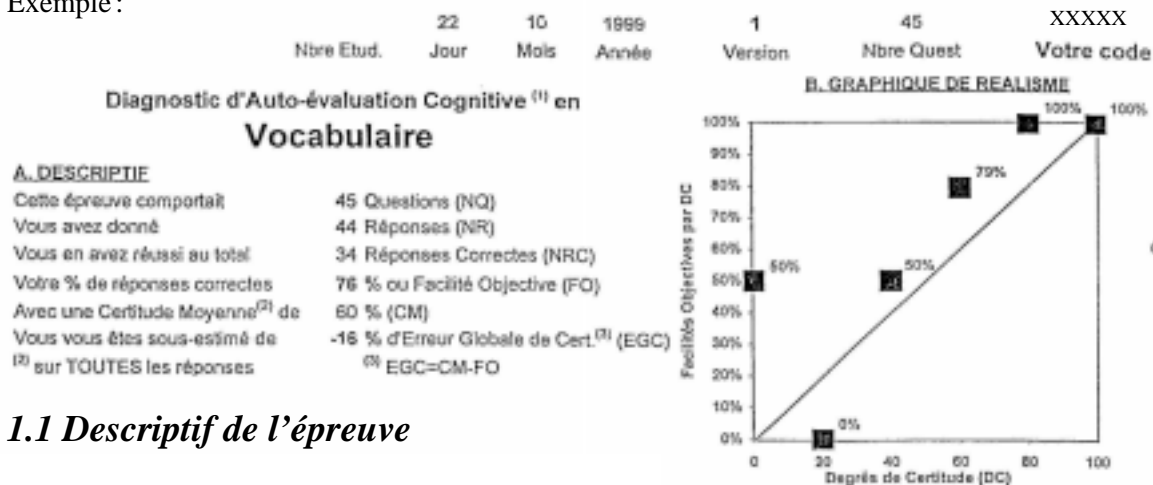 Exemple :
22 10 1999 1 45 XXXXX
Nbre Etud. Jour Mois Année Version Nbre Quest Votre code
Diagnostic d'Auto-évaluation Cognitive (1) en
Vocabulaire
A. DESCRIPTIF
Cette épreuve comportait 45 Questions (NQ)
Vous avez donné 44 Réponses (NR)
Vous en avez réussi au total 34 Réponses Correctes (NRC)
Votre % de réponses correctes 76 % ou Facilité Objective (FO)
Avec une Certitude Moyenne(2) de 60 % (CM)
Vous vous êtes sous-estimé de -16 % d'Erreur Globale de Cert.(3) (EGC)
(2) sur TOUTES les réponses (3) EGC=CM-FO
1.1 Descriptif de l'épreuve
B. GRAPHIQUE DE REALISME
100% 100%
100%
90%
80% 79%
70%
60%
50% 50% 50%
40%
30%
20%
10%
0% 0%
0 20 40 60 80 100
Facilités Objectives par DC
Degrés de Certitude (DC)